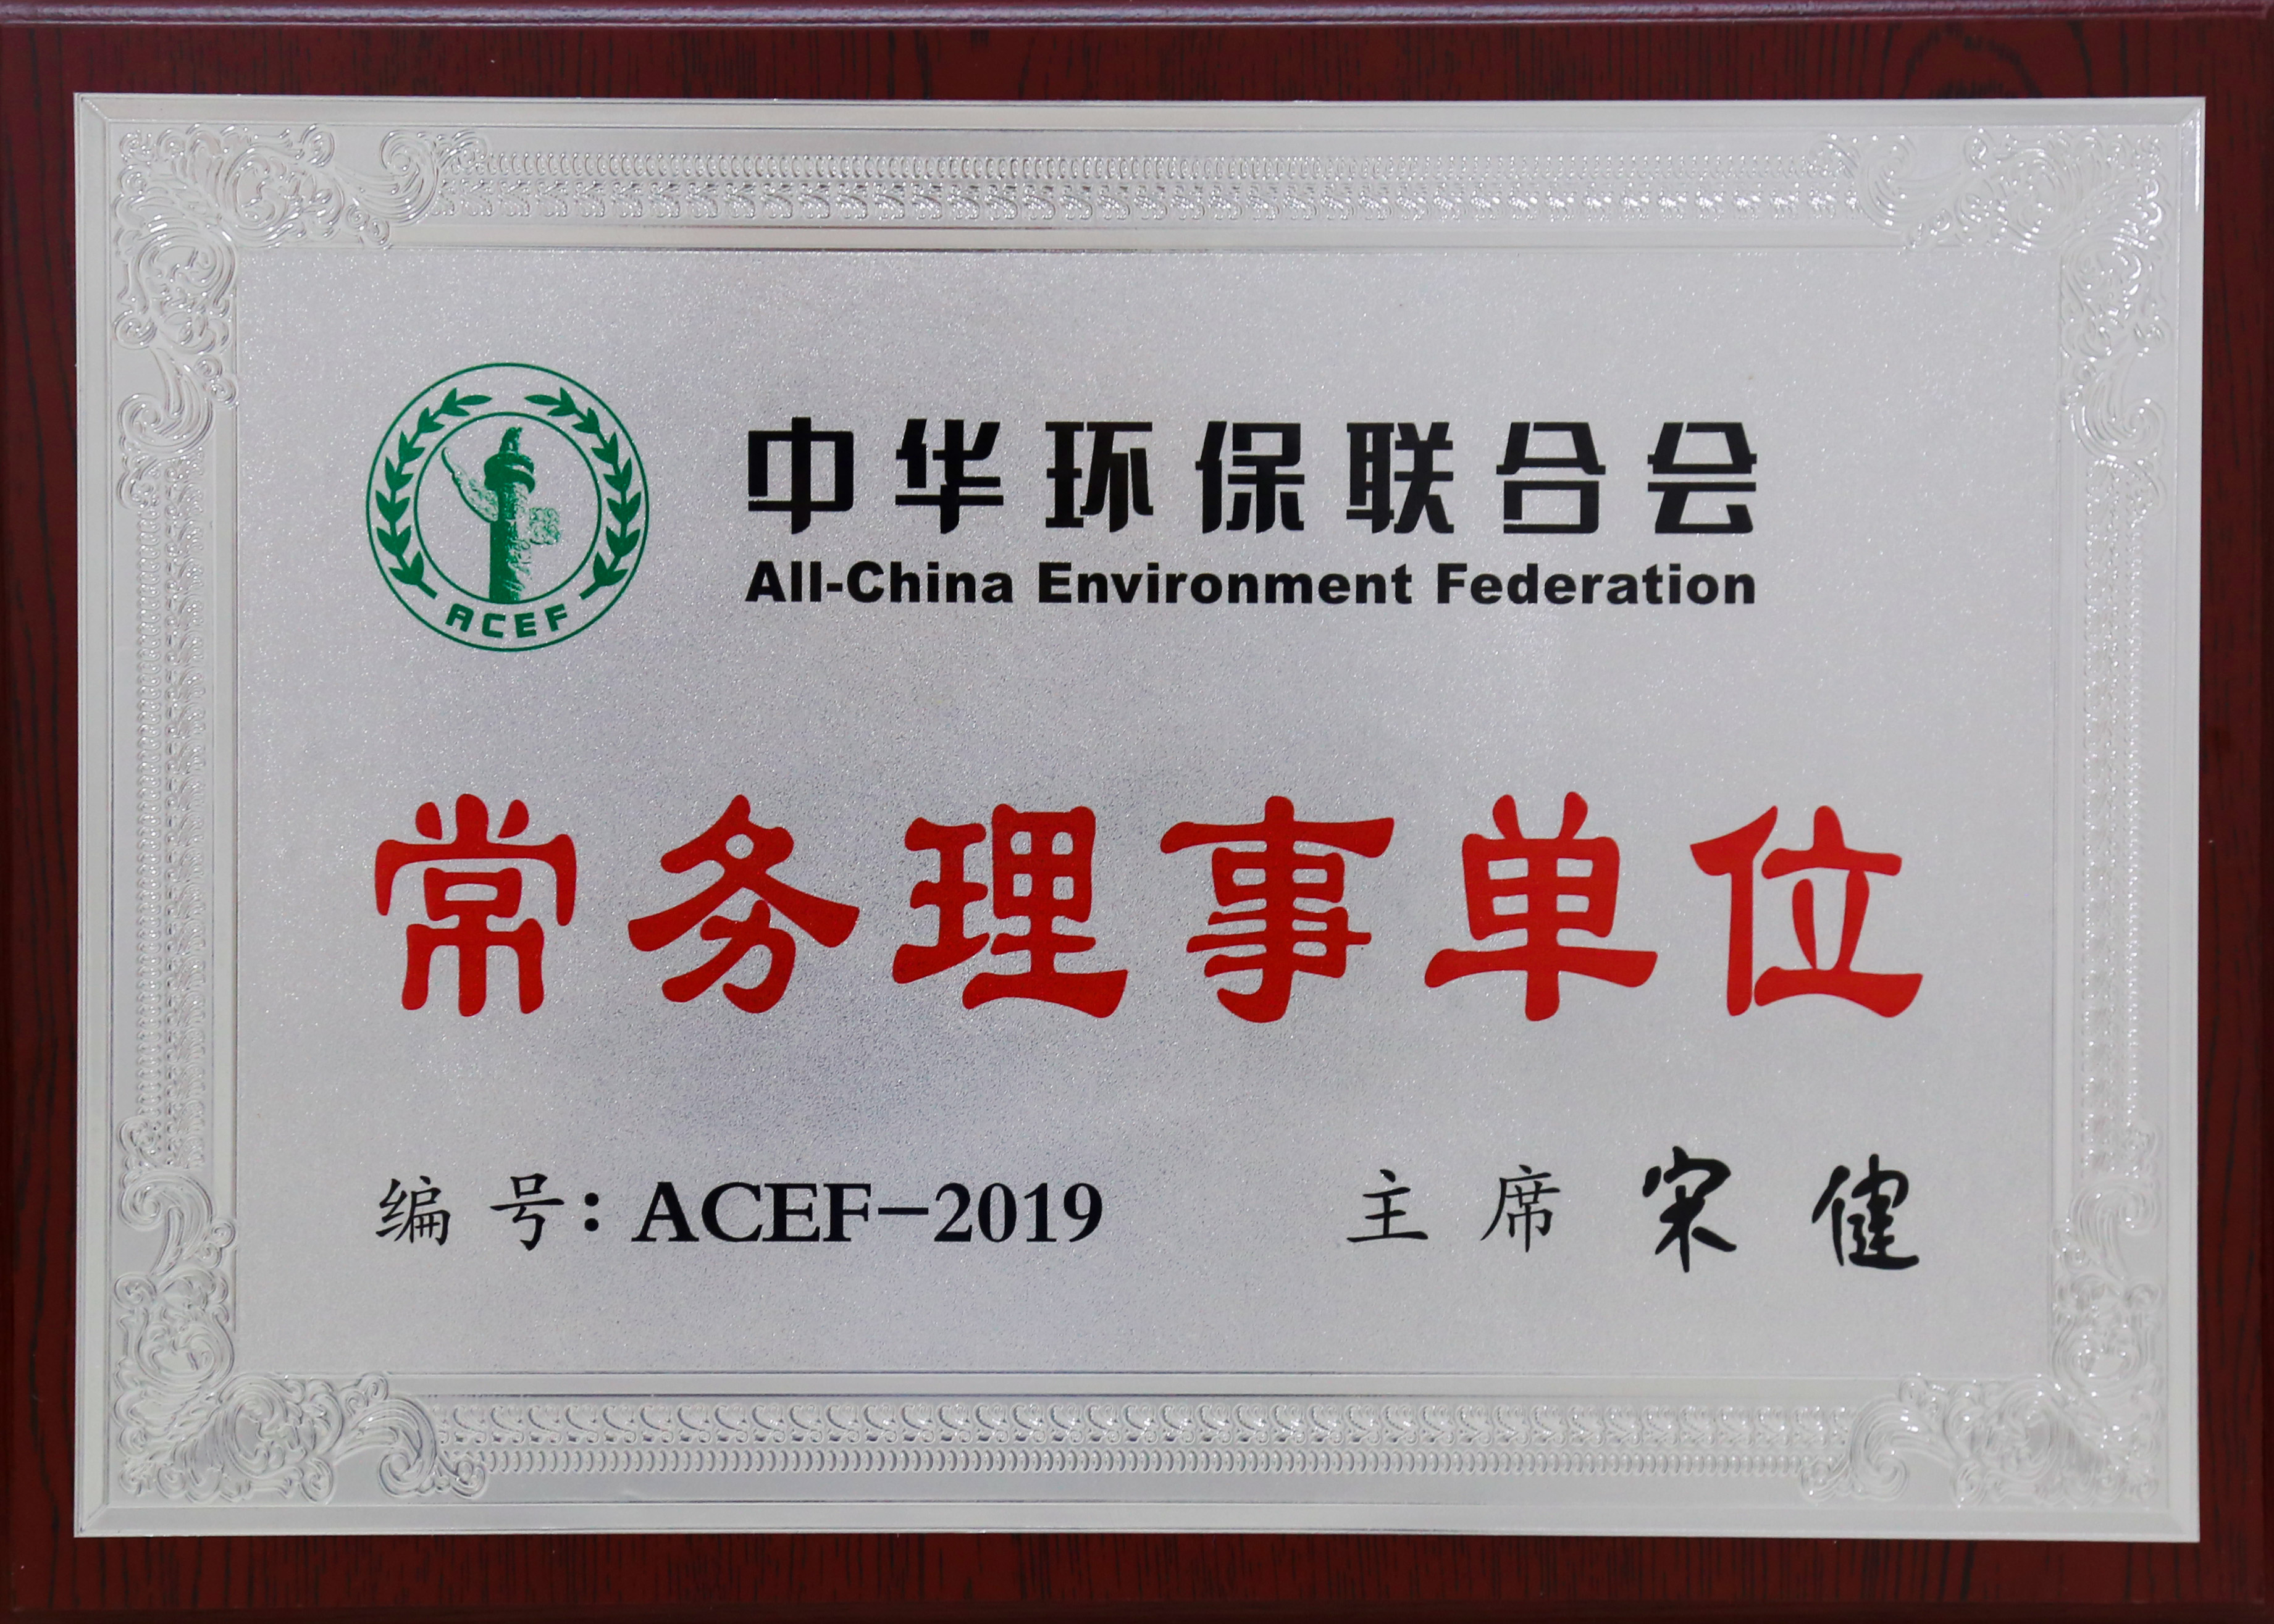 ACEF
中华环保联合会
All-China Environment Federation
常务理事单位
编号：ACEF-2019 主席 宋健